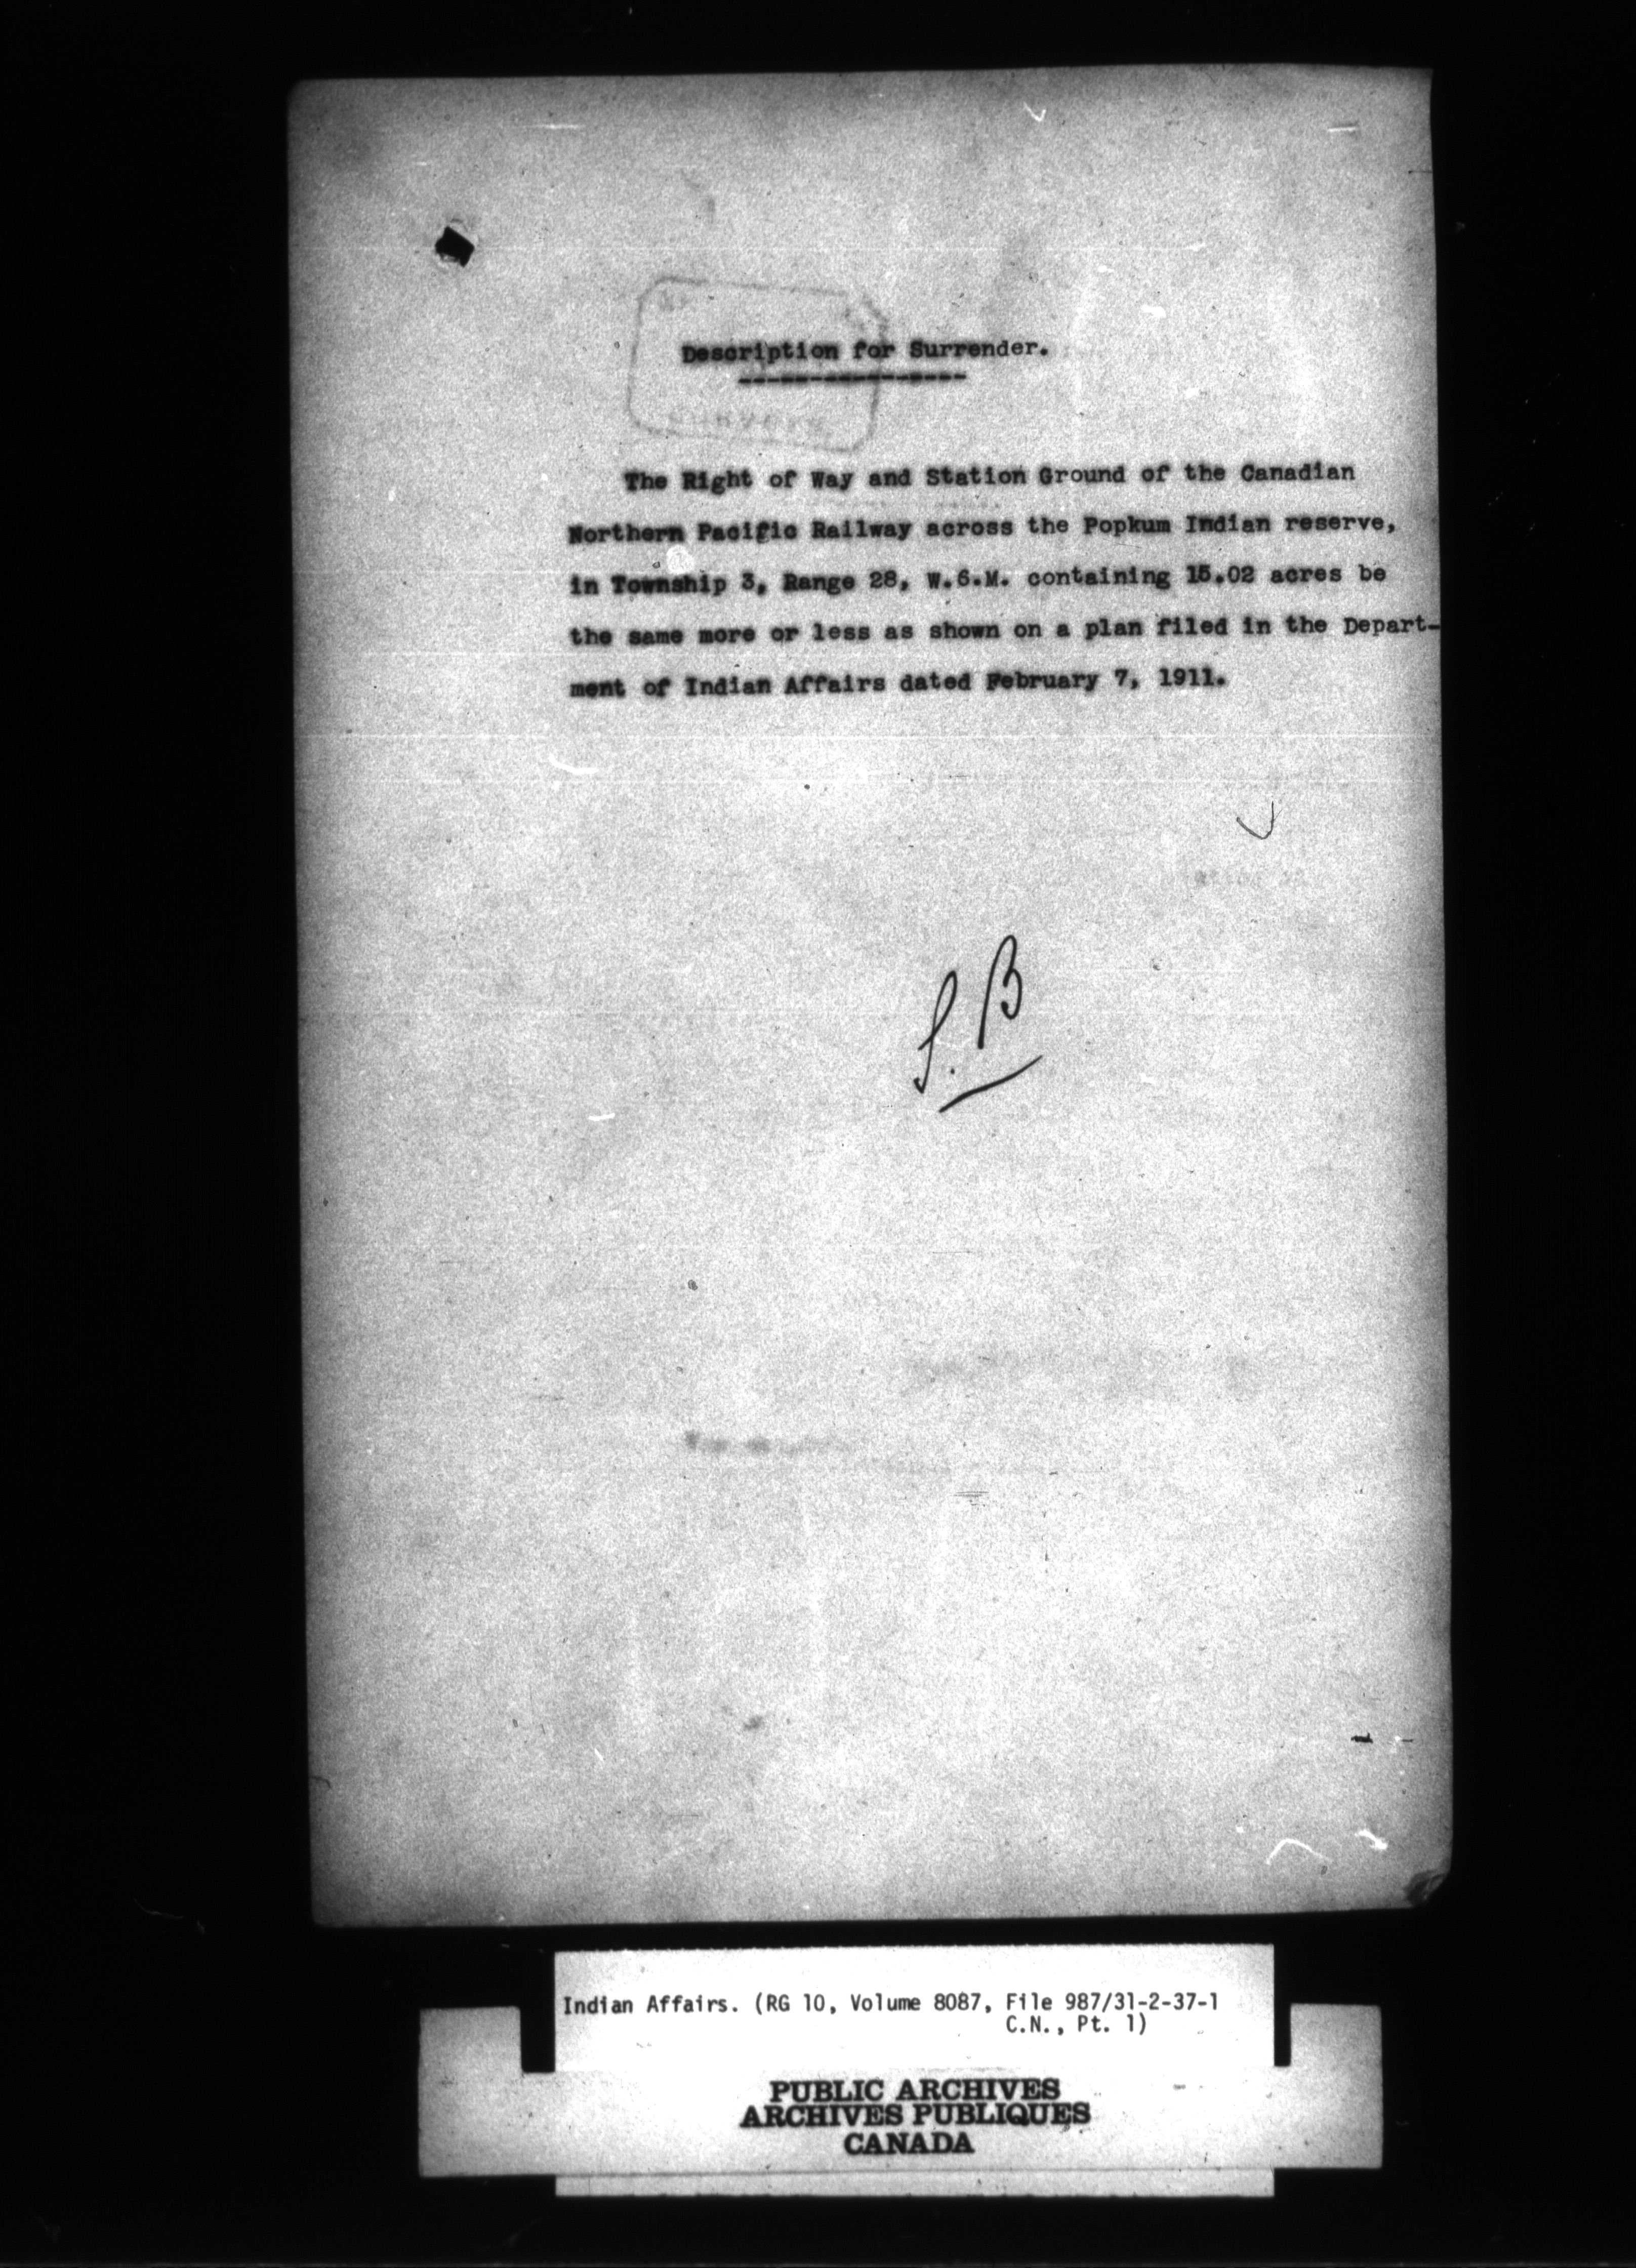 Description for Surrender.
The Right of Way and Station Ground of the Canadian
Northern Pacific Railway across the Popkum Indian reserve,
in Township 3, Range 28, W.6.M. containing 15.02 acres be
the same more or less as shown on a plan filed in the Depart-
ment of Indian Affairs dated February 7, 1911.
S.B
Indian Affairs. (RG 10, Volume 8087, File 987/31-2-37-1
C.N., Pt. 1)
PUBLIC ARCHIVES
ARCHIVES PUBLIQUES
CANADA